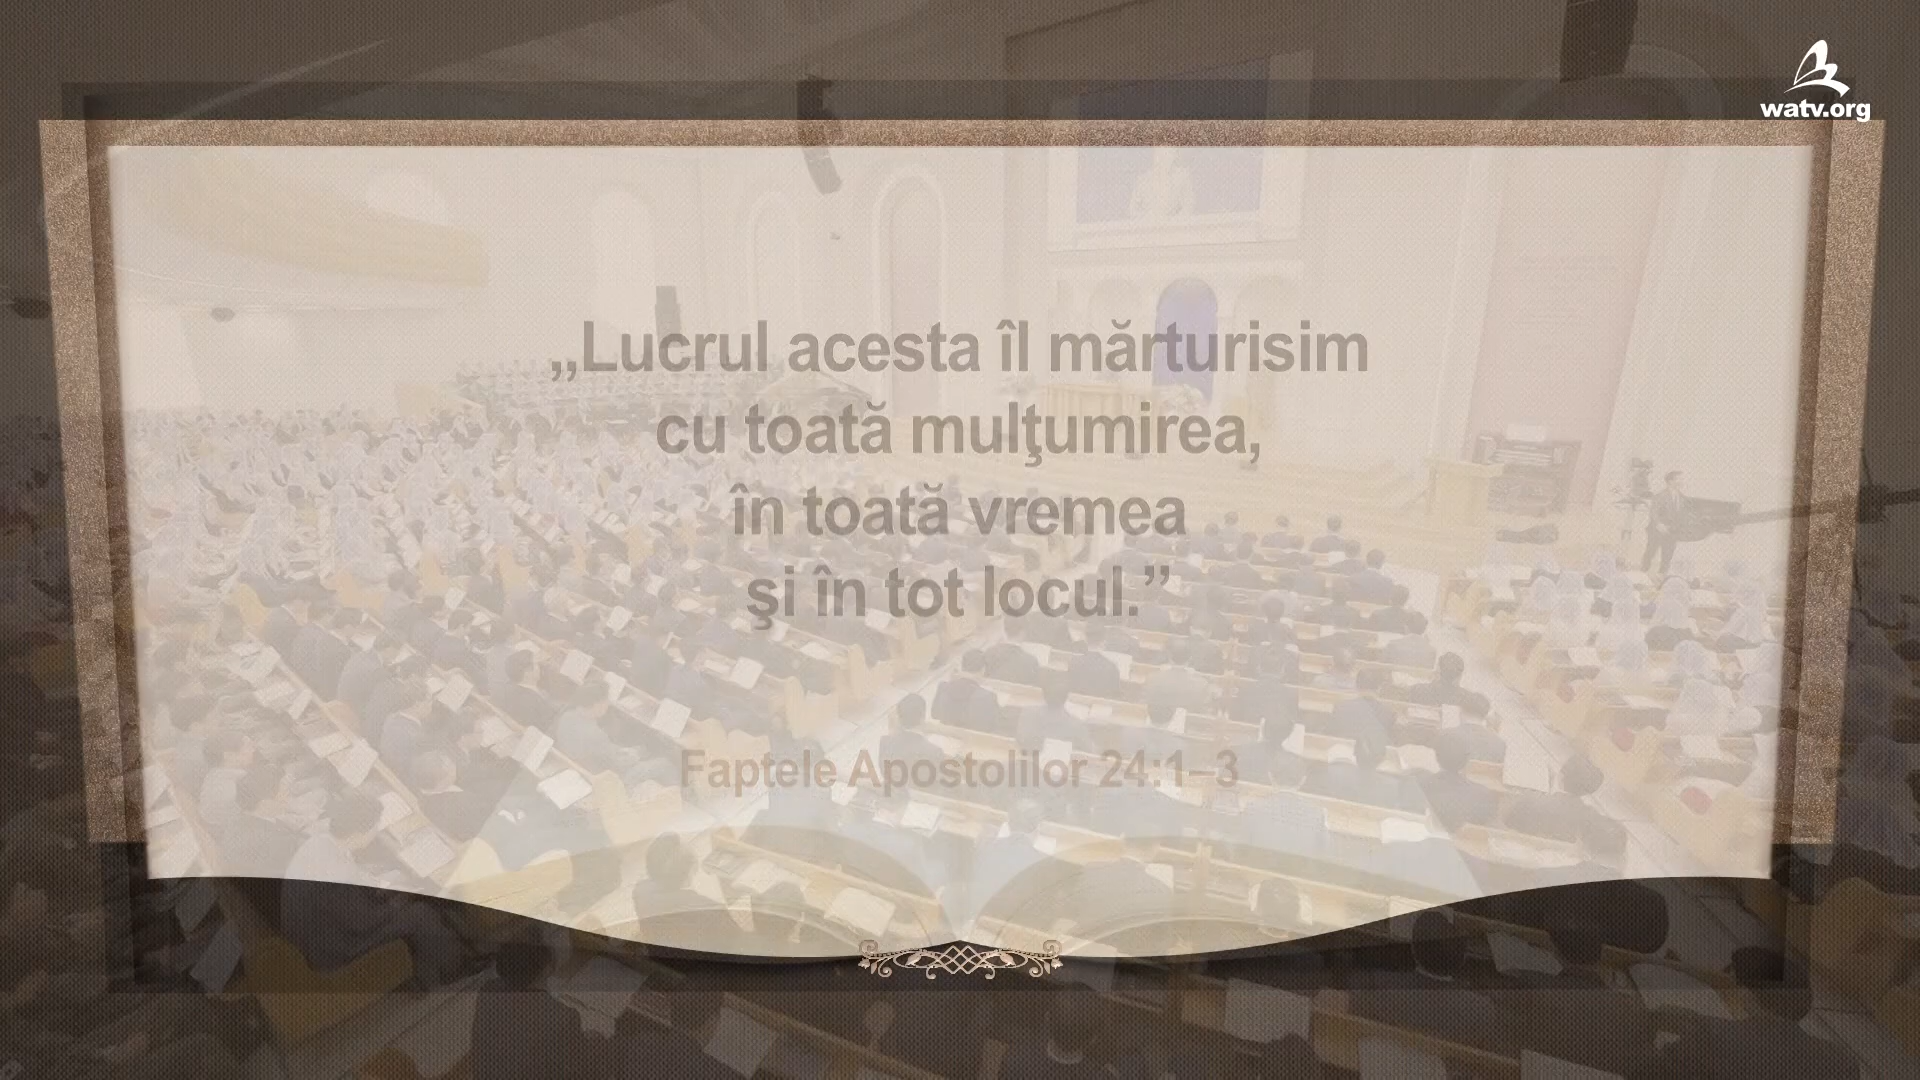 watv.org
„Lucrul acesta îl mărturisim
cu toată mulţumirea,
în toată vremea
şi în tot locul.”
Faptele Apostolilor 24:1–3